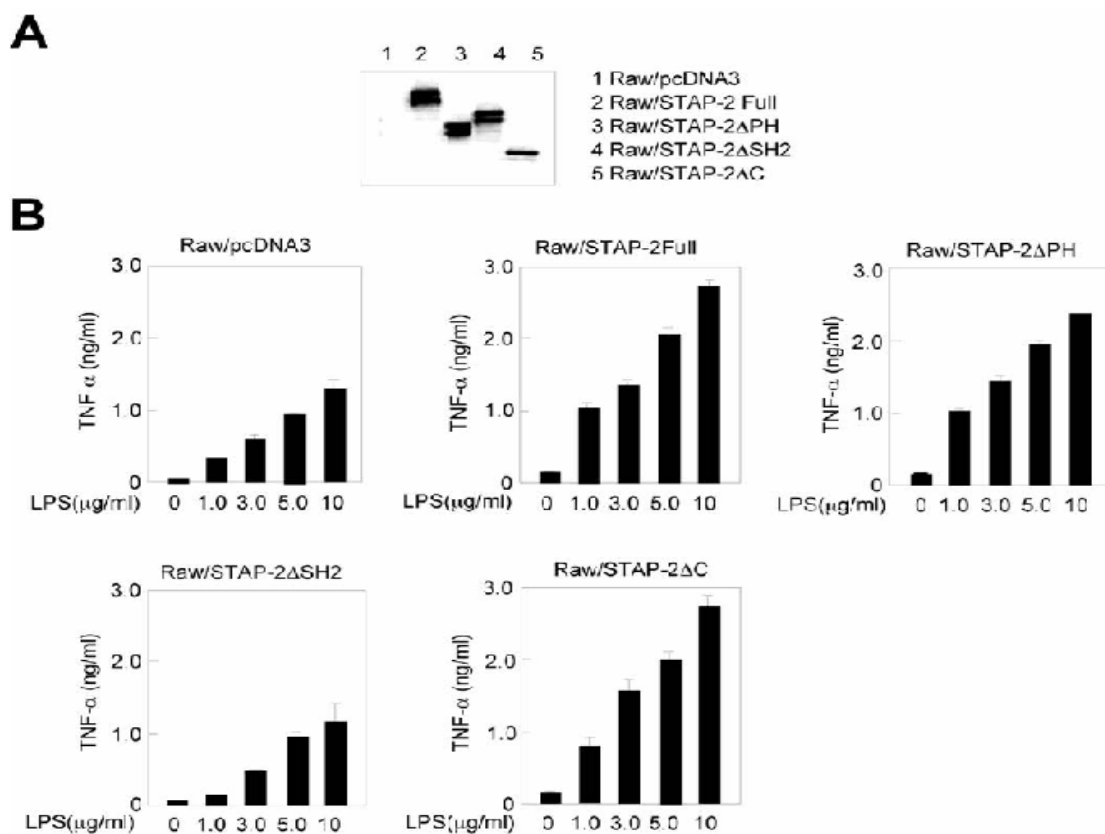 A
1 2 3 4 5
1 Raw/pcDNA3
2 Raw/STAP-2 Full
3 Raw/STAP-2ΔPH
4 Raw/STAP-2ΔSH2
5 Raw/STAP-2ΔC
B
Raw/pcDNA3
3.0
2.0
1.0
0
TNF α (ng/ml)
LPS(μg/ml) 0 1.0 3.0 5.0 10
Raw/STAP-2Full
3.0
2.0
1.0
0
TNF-α (ng/ml)
LPS(μg/ml) 0 1.0 3.0 5.0 10
Raw/STAP-2ΔPH
3.0
2.0
1.0
0
TNF-α (ng/ml)
LPS(μg/ml) 0 1.0 3.0 5.0 10
Raw/STAP-2ΔSH2
3.0
2.0
1.0
0
TNF-α (ng/ml)
LPS(μg/ml) 0 1.0 3.0 5.0 10
Raw/STAP-2ΔC
3.0
2.0
1.0
0
TNF-α (ng/ml)
LPS(μg/ml) 0 1.0 3.0 5.0 10